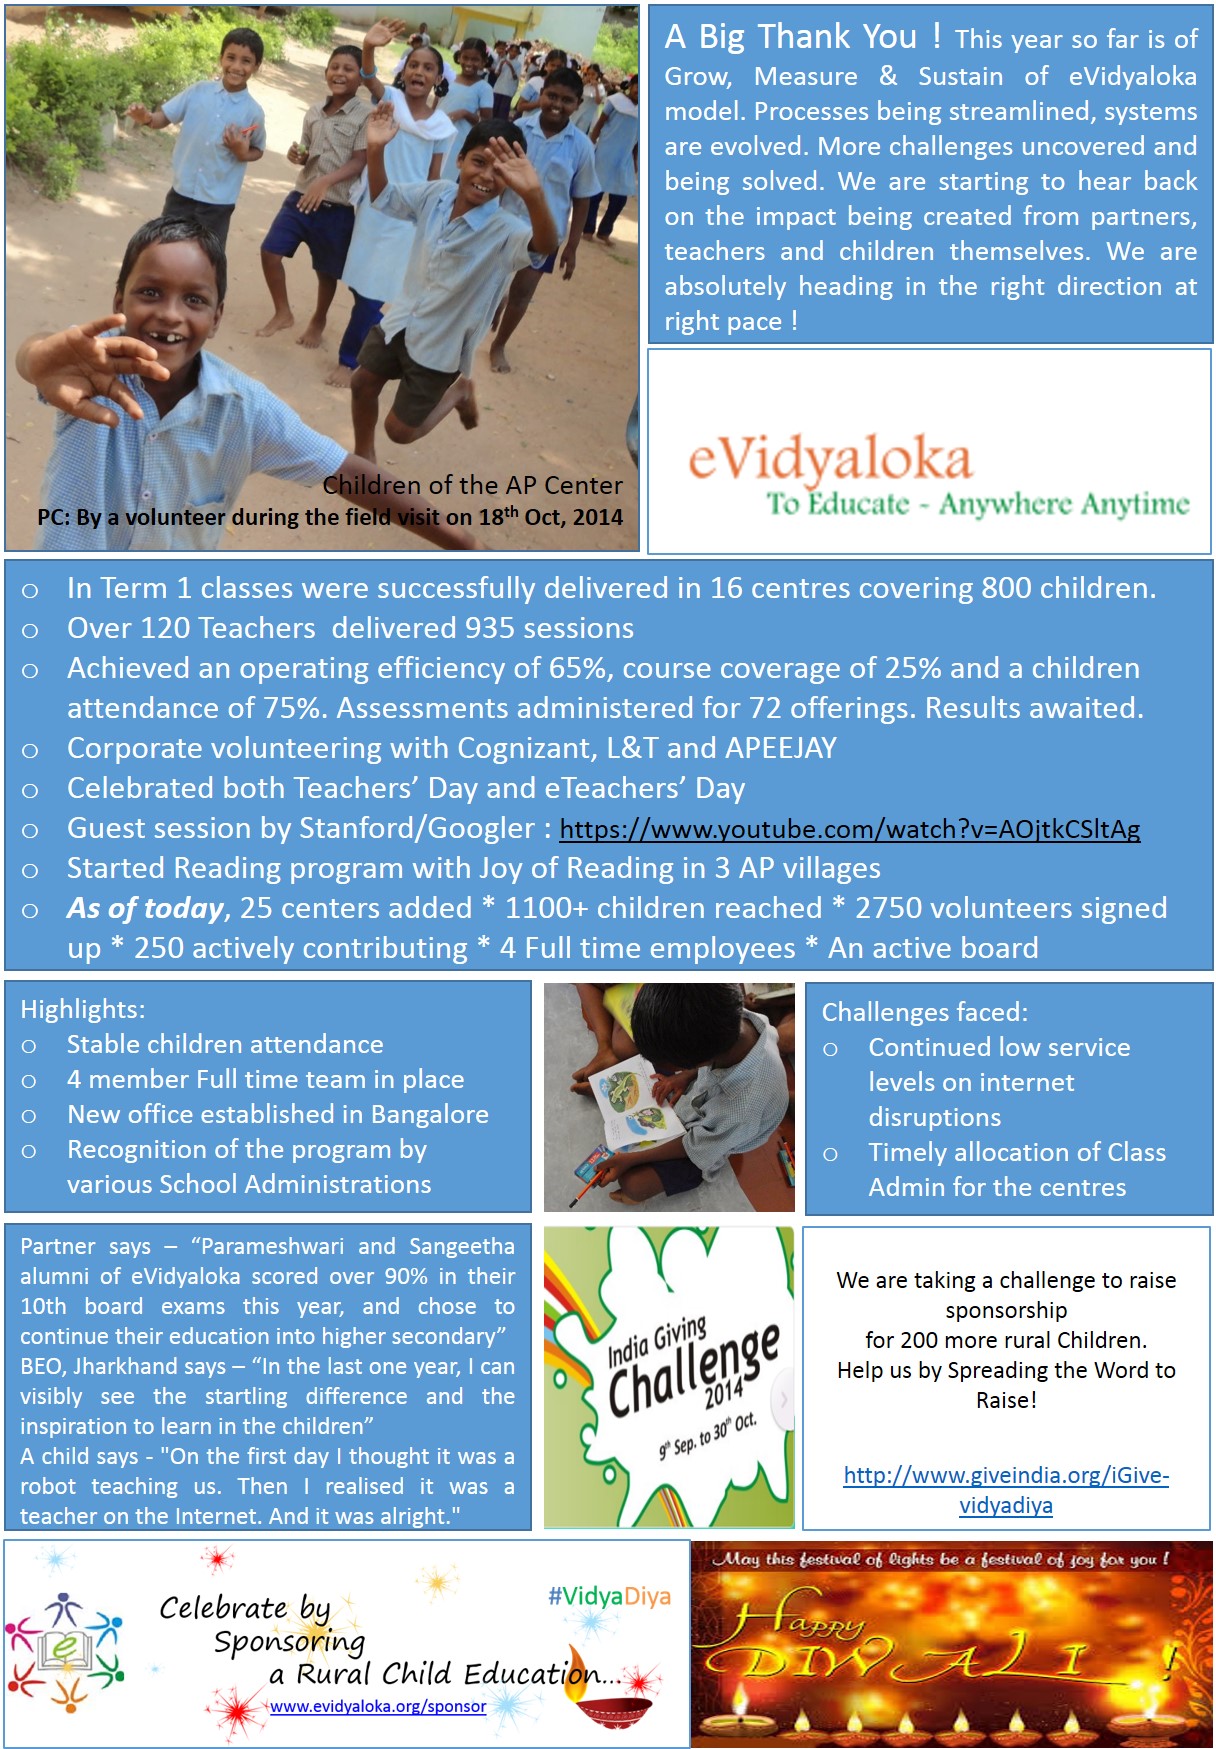 A Big Thank You ! This year so far is of
Grow, Measure & Sustain of eVidyaloka
model. Processes being streamlined, systems
are evolved. More challenges uncovered and
being solved. We are starting to hear back
on the impact being created from partners,
teachers and children themselves. We are
absolutely heading in the right direction at
right pace !
Children of the AP Center
PC: By a volunteer during the field visit on 18th Oct, 2014
eVidyaloka
To Educate - Anywhere Anytime
o In Term 1 classes were successfully delivered in 16 centres covering 800 children.
o Over 120 Teachers delivered 935 sessions
o Achieved an operating efficiency of 65%, course coverage of 25% and a children
attendance of 75%. Assessments administered for 72 offerings. Results awaited.
o Corporate volunteering with Cognizant, L&T and APEEJAY
o Celebrated both Teachers’ Day and eTeachers’ Day
o Guest session by Stanford/Googler : https://www.youtube.com/watch?v=AOjtkCSltAg
o Started Reading program with Joy of Reading in 3 AP villages
o As of today, 25 centers added * 1100+ children reached * 2750 volunteers signed
up * 250 actively contributing * 4 Full time employees * An active board
Highlights:
o Stable children attendance
o 4 member Full time team in place
o New office established in Bangalore
o Recognition of the program by
various School Administrations
Challenges faced:
o Continued low service
levels on internet
disruptions
o Timely allocation of Class
Admin for the centres
Partner says – “Parameshwari and Sangeetha
alumni of eVidyaloka scored over 90% in their
10th board exams this year, and chose to
continue their education into higher secondary”
BEO, Jharkhand says – “In the last one year, I can
visibly see the startling difference and the
inspiration to learn in the children”
A child says - "On the first day I thought it was a
robot teaching us. Then I realised it was a
teacher on the Internet. And it was alright."
India Giving
Challenge
2014
9th Sep. to 30th Oct.
We are taking a challenge to raise
sponsorship
for 200 more rural Children.
Help us by Spreading the Word to
Raise!
http://www.giveindia.org/iGive-
vidyadiya
#VidyaDiya
Celebrate by
Sponsoring
a Rural Child Education...
www.evidyaloka.org/sponsor
e
May this festival of lights be a festival of joy for you !
Happy
DIWALI !